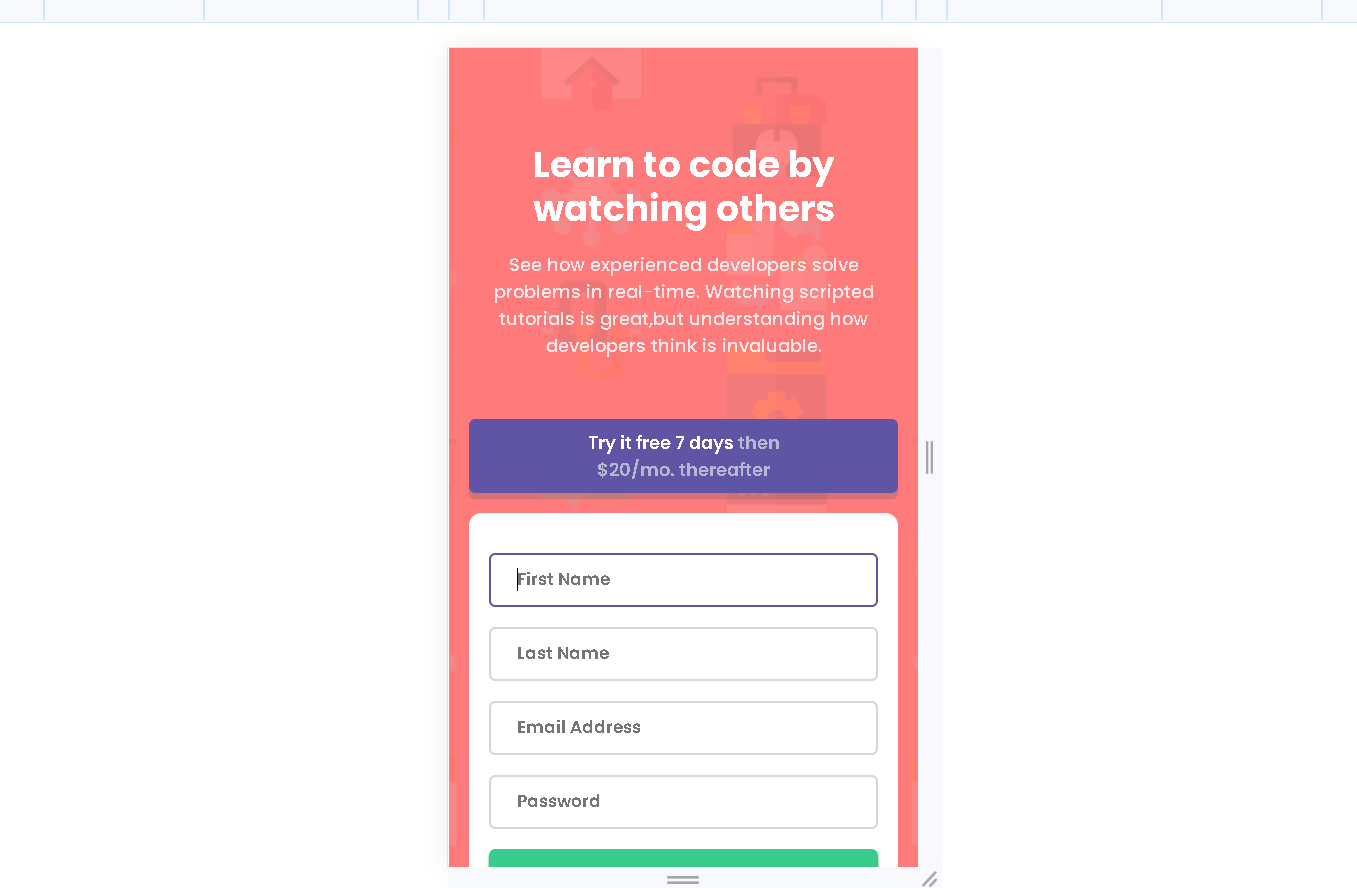 Learn to code by
watching others
See how experienced developers solve
problems in real-time. Watching scripted
tutorials is great,but understanding how
developers think is invaluable.
Try it free 7 days then
$20/mo. thereafter
First Name
Last Name
Email Address
Password